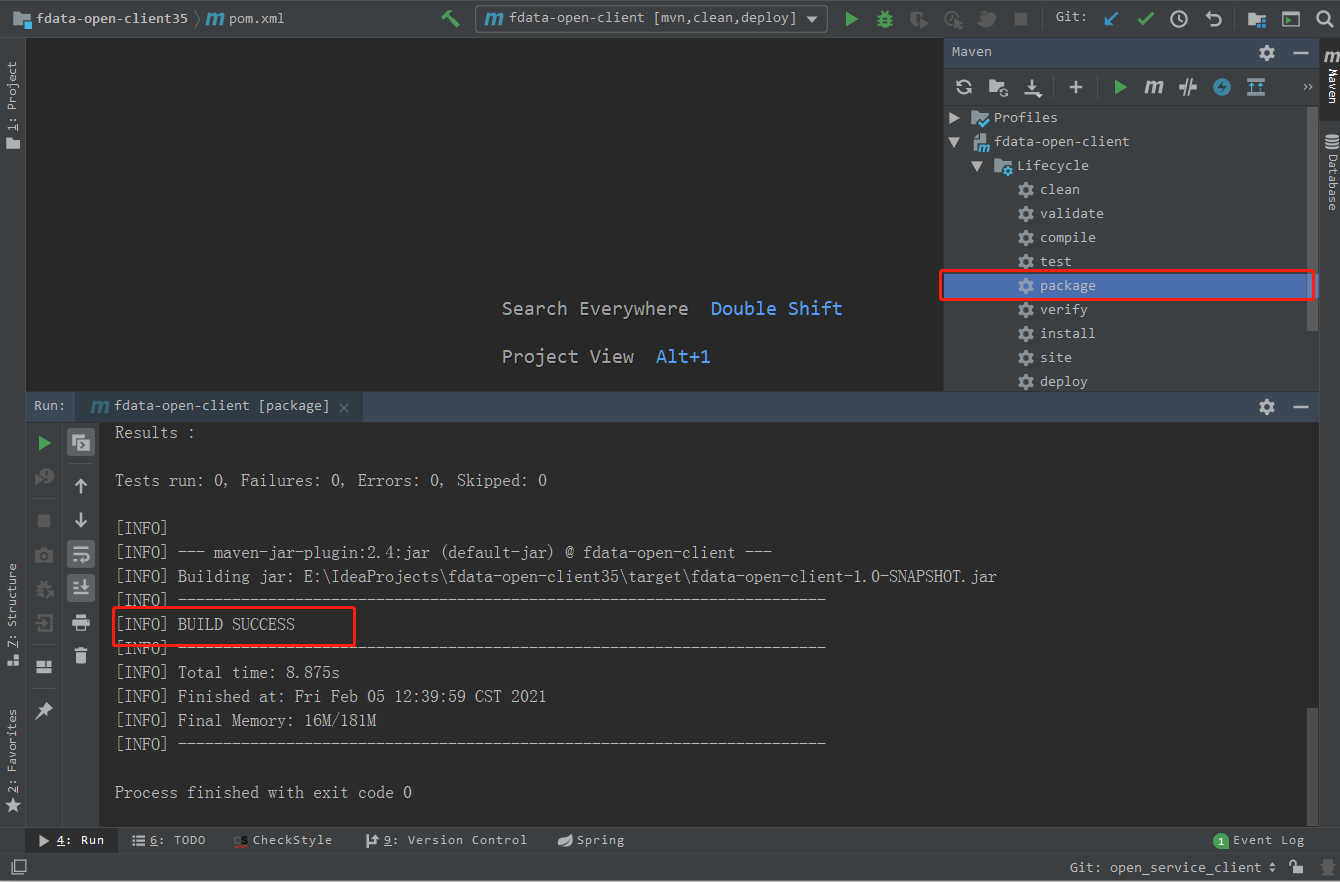 fdata-open-client35 pom.xml
fdata-open-client [mvn,clean,deploy]
Git:
1: Project
Maven
Profiles
fdata-open-client
Lifecycle
clean
validate
compile
test
package
verify
install
site
deploy
Maven
Database
Search Everywhere Double Shift
Project View Alt+1
Run: fdata-open-client [package]
Results :
Tests run: 0, Failures: 0, Errors: 0, Skipped: 0
[INFO]
[INFO] --- maven-jar-plugin:2.4:jar (default-jar) @ fdata-open-client ---
[INFO] Building jar: E:\IdeaProjects\fdata-open-client35\target\fdata-open-client-1.0-SNAPSHOT.jar
[INFO] ------------------------------------------------------------------------
[INFO] BUILD SUCCESS
[INFO] ------------------------------------------------------------------------
[INFO] Total time: 8.875s
[INFO] Finished at: Fri Feb 05 12:39:59 CST 2021
[INFO] Final Memory: 16M/181M
[INFO] ------------------------------------------------------------------------
Process finished with exit code 0
7: Structure
2: Favorites
4: Run 6: TODO CS CheckStyle 9: Version Control Spring 1 Event Log
Git: open_service_client